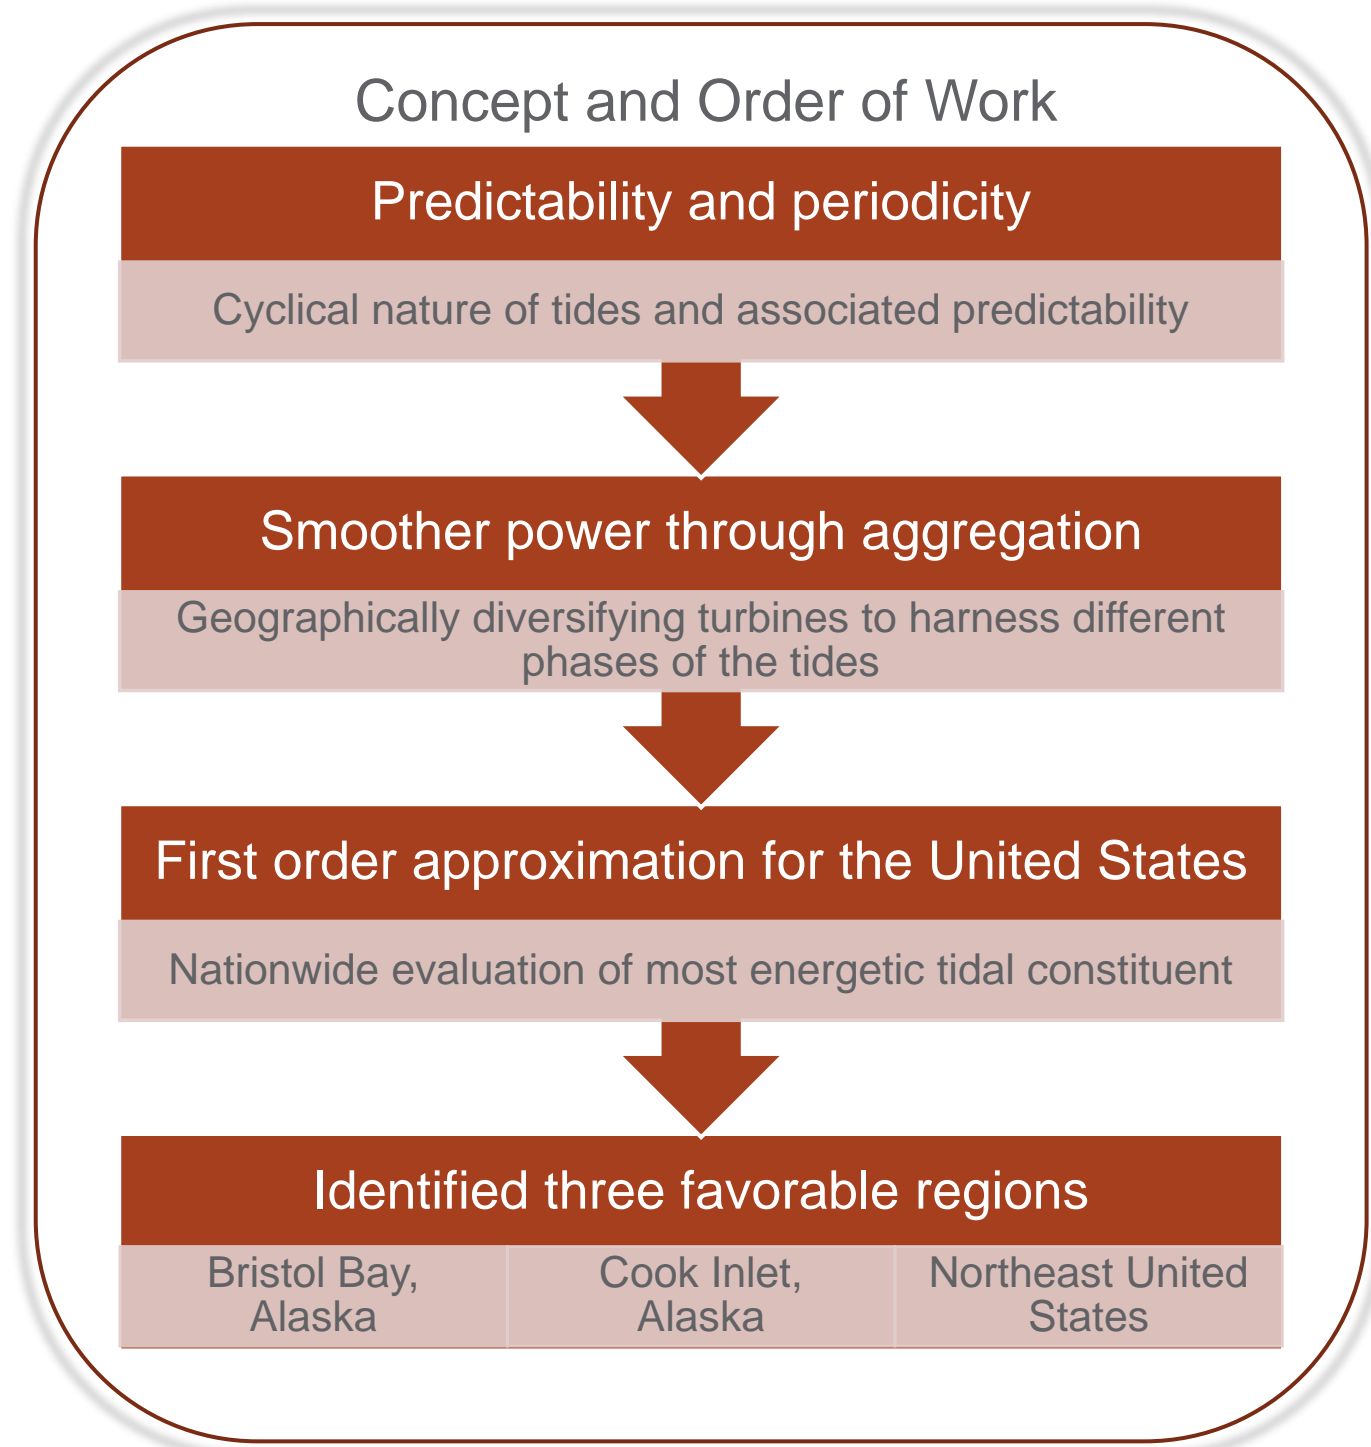 Concept and Order of Work
Predictability and periodicity
Cyclical nature of tides and associated predictability
Smoother power through aggregation
Geographically diversifying turbines to harness different
phases of the tides
First order approximation for the United States
Nationwide evaluation of most energetic tidal constituent
Identified three favorable regions
Bristol Bay,
Alaska
Cook Inlet,
Alaska
Northeast United
States